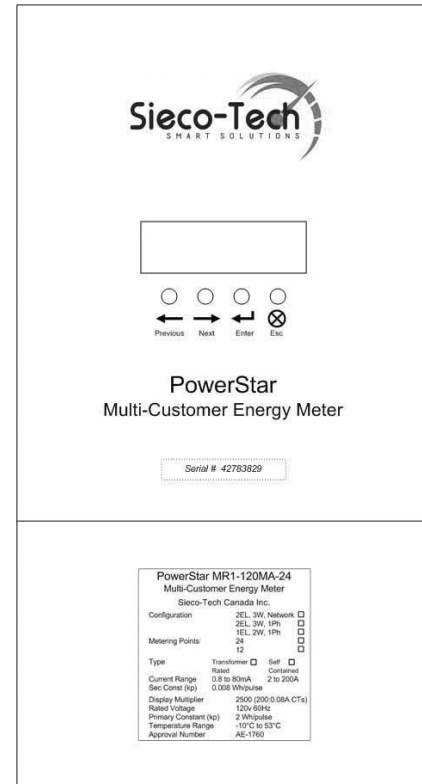 Sieco-Tech
SMART SOLUTIONS
Previous Next Enter Esc
PowerStar
Multi-Customer Energy Meter
Serial # 42783829
PowerStar MR1-120MA-24
Multi-Customer Energy Meter
Sieco-Tech Canada Inc.
Configuration 2EL, 3W, Network
2EL, 3W, 1Ph
1EL, 2W, 1Ph
Metering Points 24
12
Type Transformer Self
Rated Contained
Current Range 0.8 to 80mA 2 to 200A
Sec Const (kp) 0.008 Wh/pulse
Display Multiplier 2500 (200:0.08A CTs)
Rated Voltage 120v 60Hz
Primary Constant (kp) 2 Wh/pulse
Temperature Range -10°C to 53°C
Approval Number AE-1760